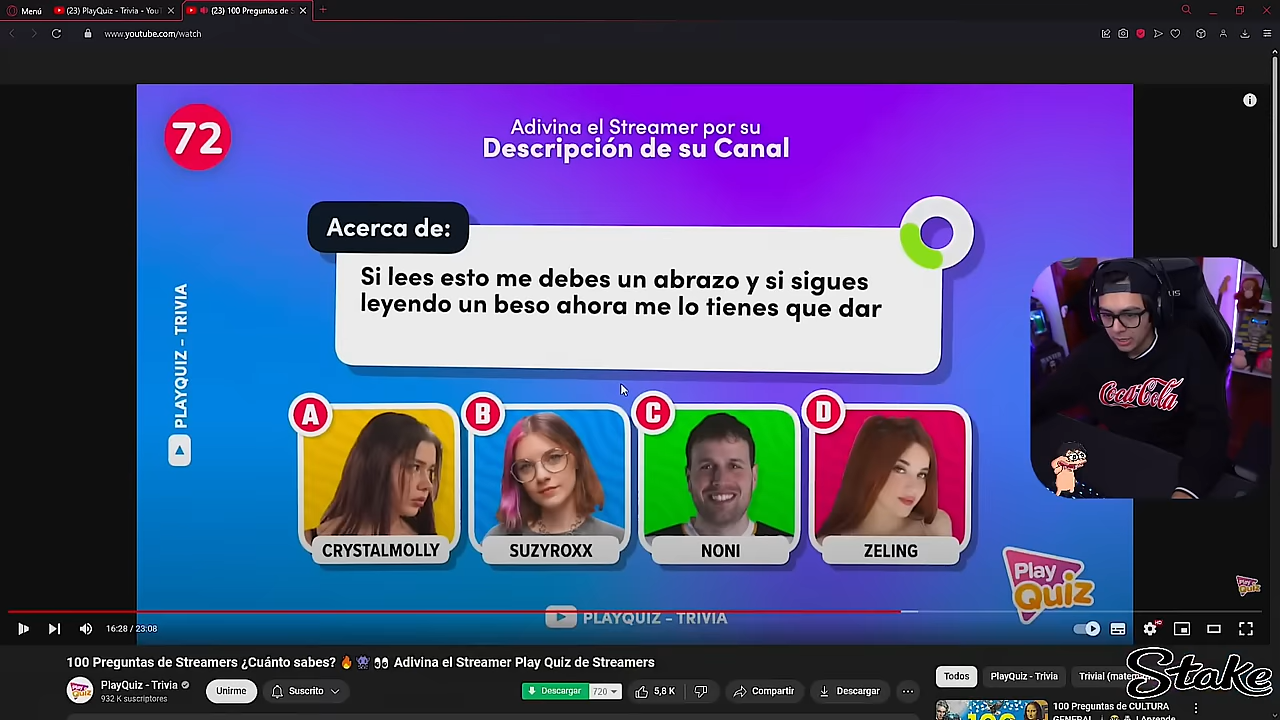 Menú
(23) PlayQuiz - Trivia - You
(23) 100 Preguntas de S
www.youtube.com/watch
72
Adivina el Streamer por su
Descripción de su Canal
Acerca de:
Si lees esto me debes un abrazo y si sigues
leyendo un beso ahora me lo tienes que dar
PLAYQUIZ - TRIVIA
Coca-Cola
A
B
C
D
CRYSTALMOLLY
SUZYROXX
NONI
ZELING
Play
Quiz
PLAYQUIZ - TRIVIA
16:28 / 23:08
100 Preguntas de Streamers ¿Cuánto sabes? 🔥👾👀 Adivina el Streamer Play Quiz de Streamers
PlayQuiz - Trivia
932 K suscriptores
Unirme
Suscrito
Descargar
720
5,8 K
Compartir
Descargar
Todos
PlayQuiz - Trivia
Trivial (matem
Stake
100 Preguntas de CULTURA